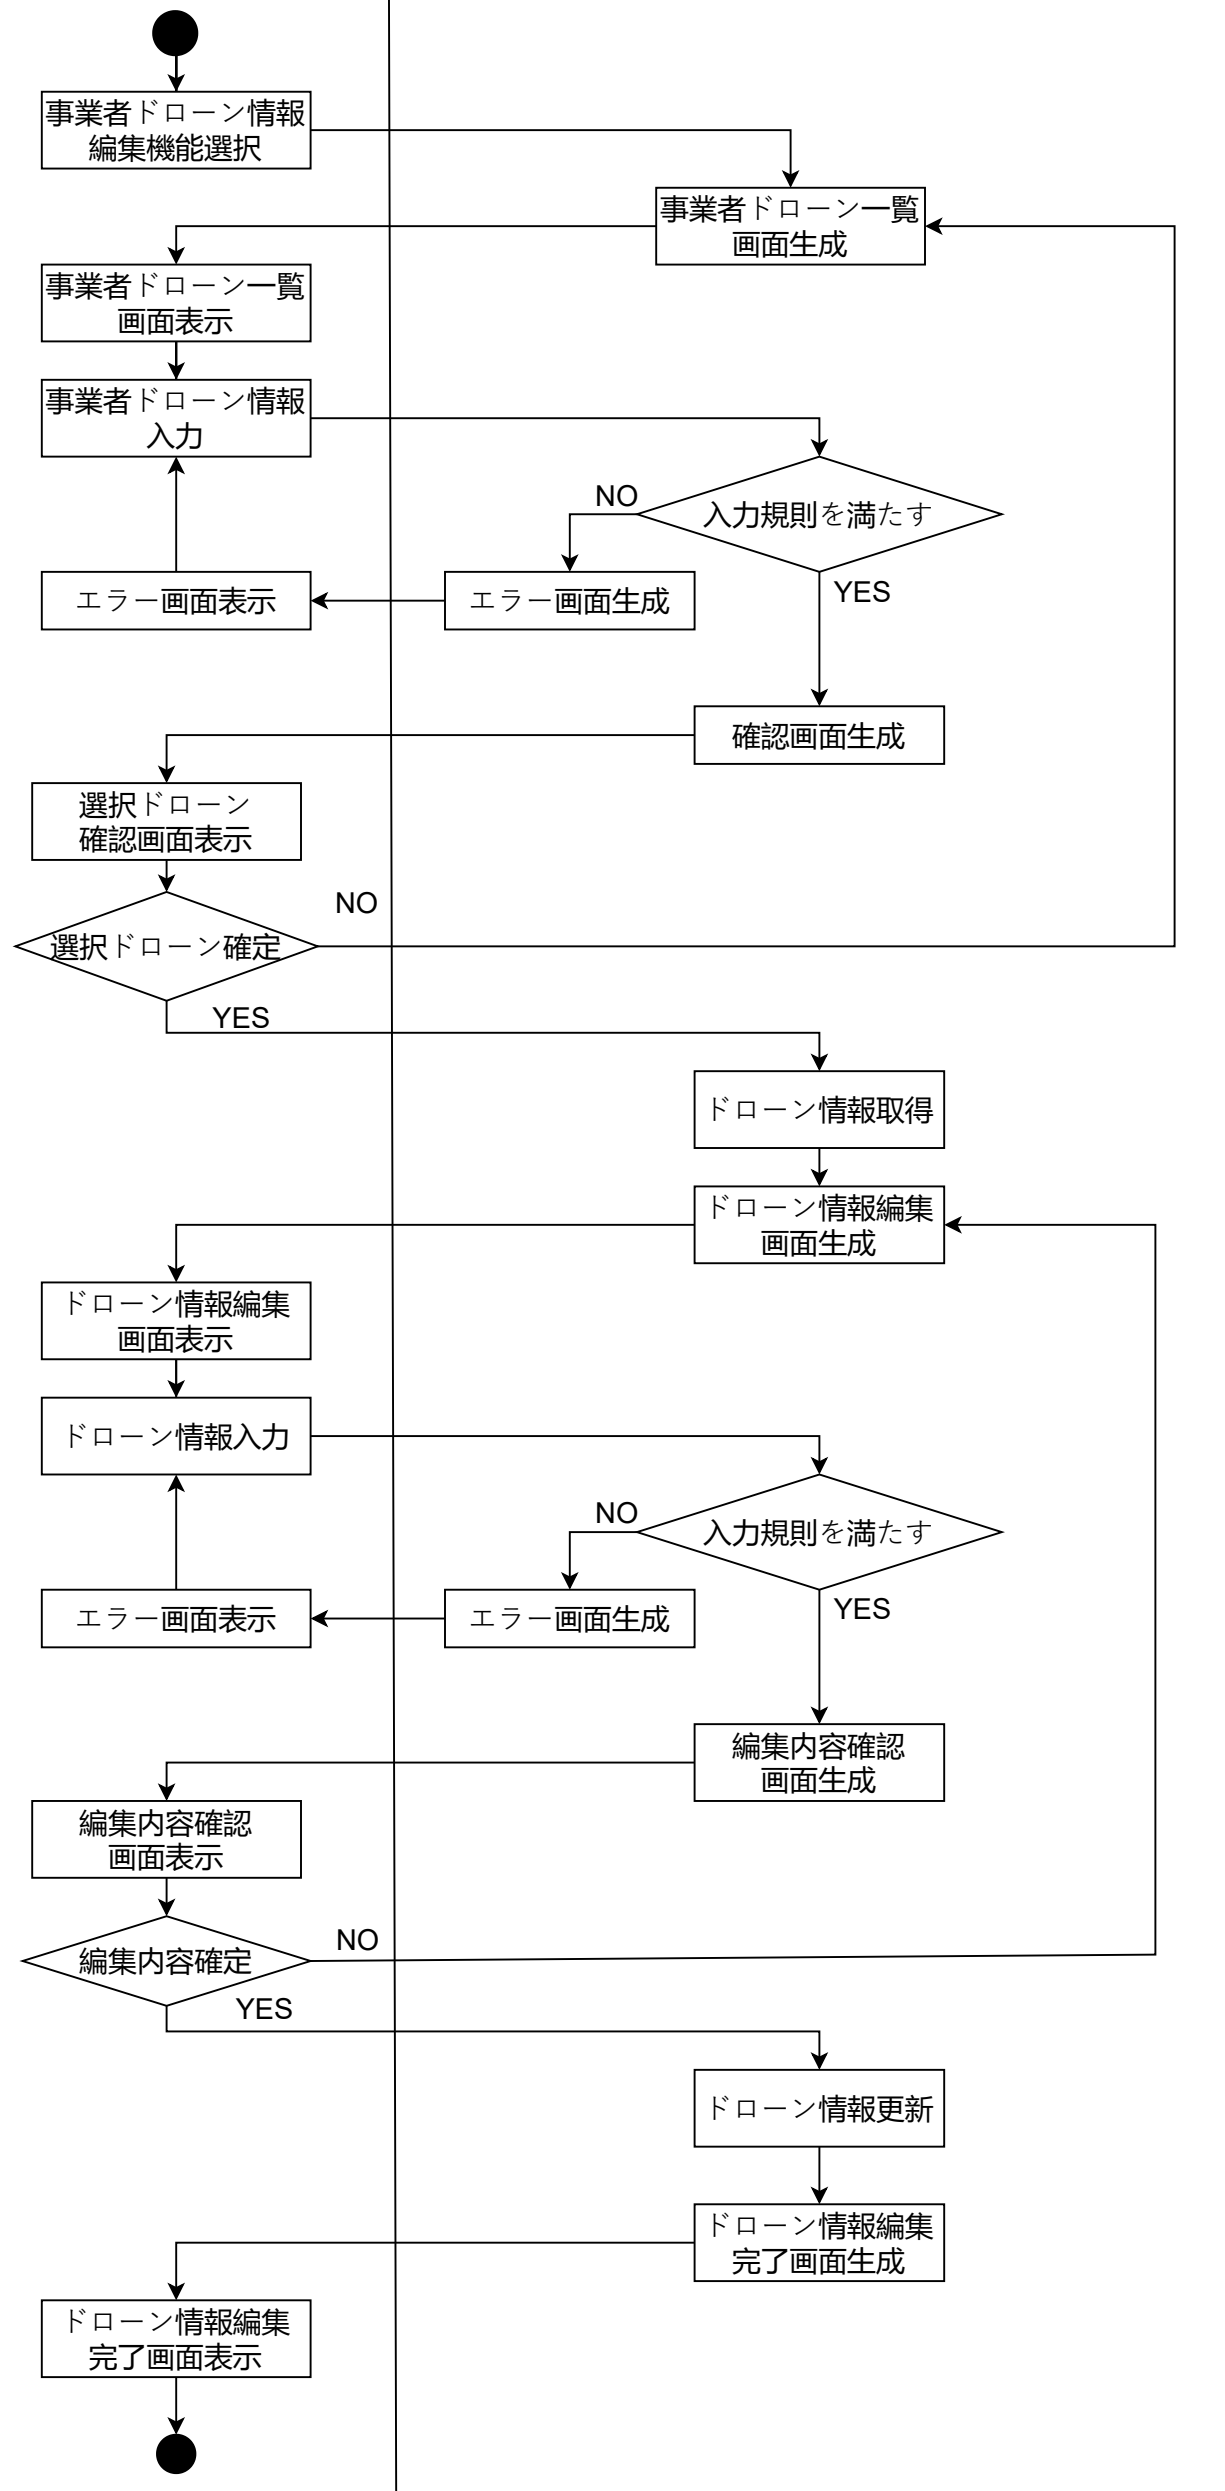 事業者ドローン情報
編集機能選択
事業者ドローン一覧
画面生成
事業者ドローン一覧
画面表示
事業者ドローン情報
入力
NO
入力規則を満たす
エラー画面表示
エラー画面生成
YES
確認画面生成
選択ドローン
確認画面表示
NO
選択ドローン確定
YES
ドローン情報取得
ドローン情報編集
画面生成
ドローン情報編集
画面表示
ドローン情報入力
NO
入力規則を満たす
エラー画面表示
エラー画面生成
YES
編集内容確認
画面生成
編集内容確認
画面表示
NO
編集内容確定
YES
ドローン情報更新
ドローン情報編集
完了画面生成
ドローン情報編集
完了画面表示